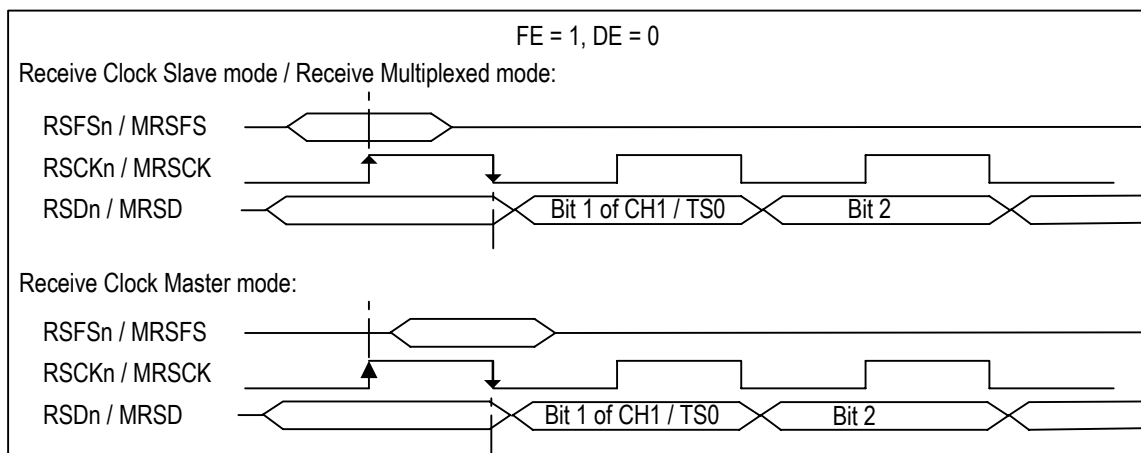 FE = 1, DE = 0
Receive Clock Slave mode / Receive Multiplexed mode:
RSFSn / MRSFS
RSCKn / MRSCK
RSDn / MRSD
Bit 1 of CH1 / TS0
Bit 2
Receive Clock Master mode:
RSFSn / MRSFS
RSCKn / MRSCK
RSDn / MRSD
Bit 1 of CH1 / TS0
Bit 2